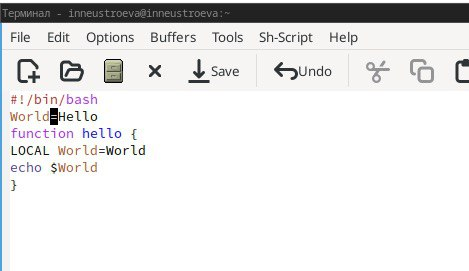 Терминал - inneustroeva@inneustroeva:~
File Edit Options Buffers Tools Sh-Script Help
Save Undo
#!/bin/bash
World=Hello
function hello {
LOCAL World=World
echo $World
}